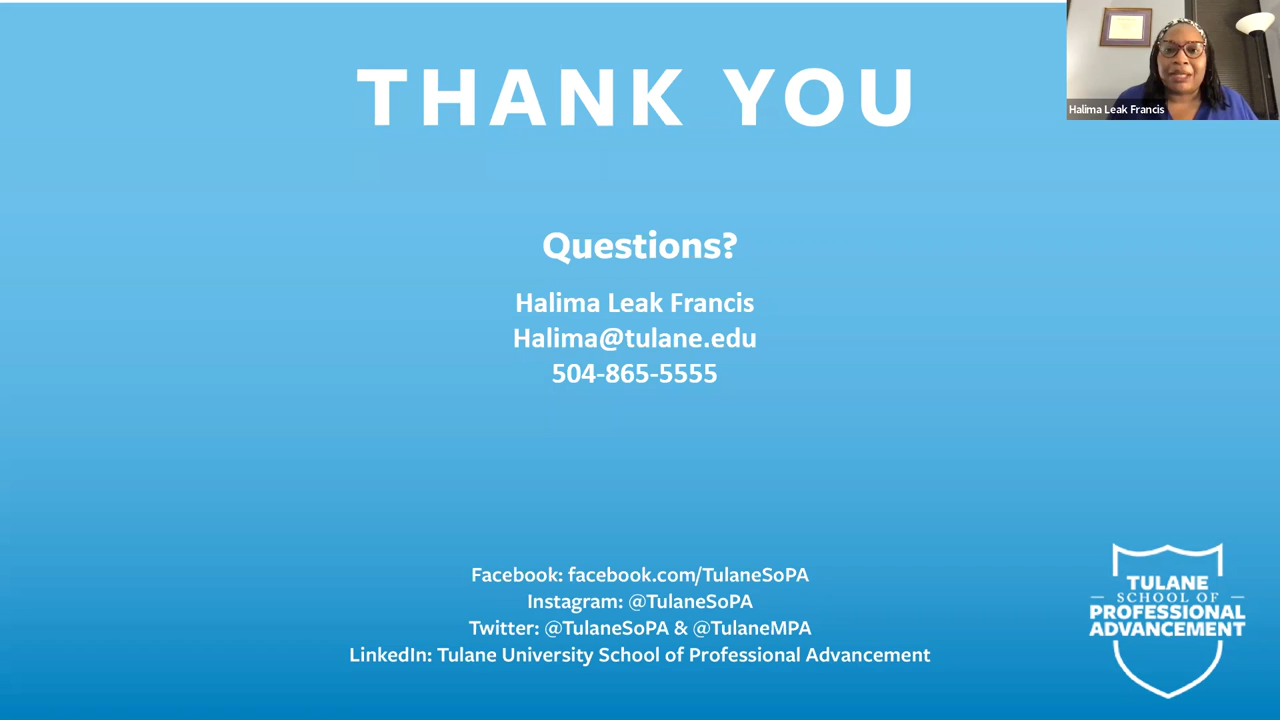 THANK YOU
Halima Leak Francis
Questions?
Halima Leak Francis
Halima@tulane.edu
504-865-5555
Facebook: facebook.com/TulaneSoPA
Instagram: @TulaneSoPA
Twitter: @TulaneSoPA & @TulaneMPA
LinkedIn: Tulane University School of Professional Advancement
TULANE
SCHOOL OF
PROFESSIONAL
ADVANCEMENT